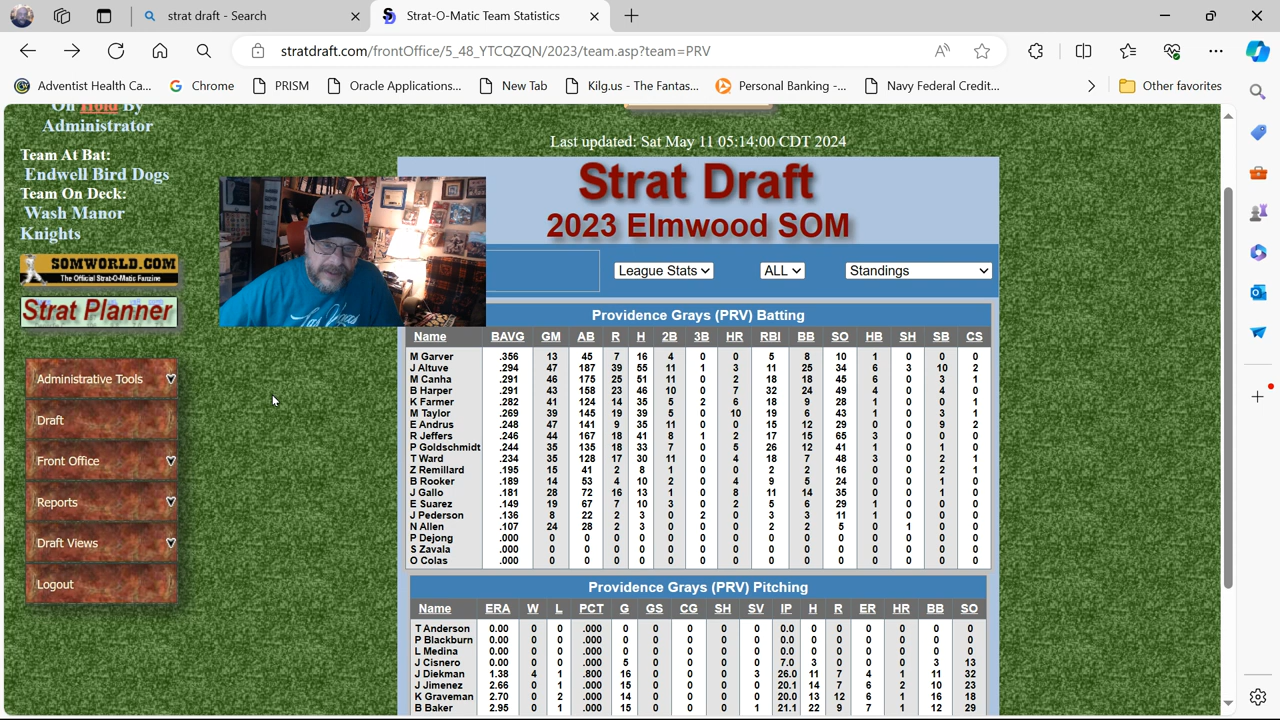 strat draft - Search
Strat-O-Matic Team Statistics
stratdraft.com/frontOffice/5_48_YTCQZQN/2023/team.asp?team=PRV
Adventist Health Ca...
Chrome
PRISM
Oracle Applications...
New Tab
Kilg.us - The Fantas...
Personal Banking -...
Navy Federal Credit...
Other favorites
On Hold By
Administrator
Team At Bat:
Endwell Bird Dogs
Team On Deck:
Wash Manor
Knights
SOMWORLD.COM
The Official Strat-O-Matic Fanzine
Strat Planner
Administrative Tools
Draft
Front Office
Reports
Draft Views
Logout
Last updated: Sat May 11 05:14:00 CDT 2024
Strat Draft
2023 Elmwood SOM
League Stats ALL Standings
Providence Grays (PRV) Batting
Name BAVG GM AB R H 2B 3B HR RBI BB SO HB SH SB CS
M Garver .356 13 45 7 16 4 0 0 5 8 10 1 0 0 0
J Altuve .294 47 187 39 55 11 1 3 11 25 34 6 3 10 2
M Canha .291 46 175 25 51 11 0 2 18 18 45 6 0 3 1
B Harper .291 43 158 23 46 10 0 7 32 24 49 4 0 4 0
K Farmer .282 41 124 14 35 5 2 6 18 9 28 1 0 0 1
M Taylor .269 39 145 19 39 5 0 10 19 6 43 1 0 3 1
E Andrus .248 47 141 9 35 11 0 0 15 12 29 0 0 9 2
R Jeffers .246 44 167 18 41 8 1 2 17 15 65 3 0 0 0
P Goldschmidt .244 35 135 18 33 7 0 5 26 12 47 1 0 1 0
T Ward .234 35 128 17 30 11 0 4 18 7 48 3 0 2 1
Z Remillard .195 15 41 2 8 1 0 0 2 2 16 0 0 2 1
B Rooker .189 14 53 4 10 2 0 4 9 5 24 0 0 1 0
J Gallo .181 28 72 16 13 1 0 8 11 14 35 0 0 1 0
E Suarez .149 19 67 7 10 3 0 2 5 6 29 1 0 0 0
J Pederson .136 8 22 2 3 0 0 2 3 3 11 1 0 1 0
N Allen .107 24 28 2 3 0 0 0 2 2 5 0 1 0 0
P Dejong .000 0 0 0 0 0 0 0 0 0 0 0 0 0 0
S Zavala .000 0 0 0 0 0 0 0 0 0 0 0 0 0 0
O Colas .000 0 0 0 0 0 0 0 0 0 0 0 0 0 0
Providence Grays (PRV) Pitching
Name ERA W L PCT G GS CG SH SV IP H R ER HR BB SO
T Anderson 0.00 0 0 .000 0 0 0 0 0 0.0 0 0 0 0 0 0
P Blackburn 0.00 0 0 .000 0 0 0 0 0 0.0 0 0 0 0 0 0
L Medina 0.00 0 0 .000 0 0 0 0 0 0.0 0 0 0 0 0 0
J Cisnero 0.00 0 0 .000 5 0 0 0 0 7.0 3 0 0 0 3 13
J Diekman 1.38 4 1 .800 16 0 0 0 3 26.0 11 7 4 1 11 32
J Jimenez 2.66 0 0 .000 15 0 0 0 0 20.1 14 7 6 2 10 23
K Graveman 2.70 0 2 .000 14 0 0 0 0 20.0 13 12 6 1 16 18
B Baker 2.95 0 1 .000 15 0 0 0 1 21.1 22 9 7 1 12 29